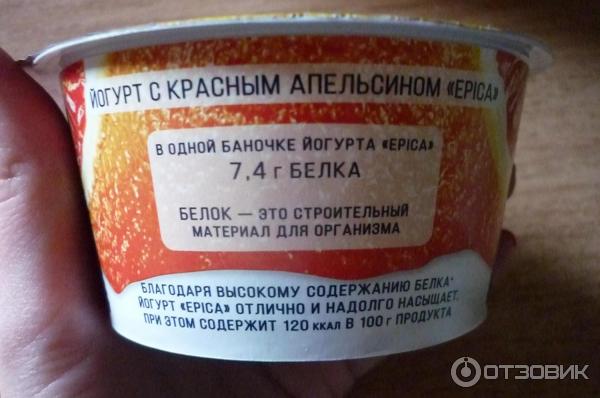 ЙОГУРТ С КРАСНЫМ АПЕЛЬСИНОМ «EPICA»
В ОДНОЙ БАНОЧКЕ ЙОГУРТА «EPICA»
7,4 г БЕЛКА
БЕЛОК — ЭТО СТРОИТЕЛЬНЫЙ
МАТЕРИАЛ ДЛЯ ОРГАНИЗМА
БЛАГОДАРЯ ВЫСОКОМУ СОДЕРЖАНИЮ БЕЛКА*
ЙОГУРТ «EPICA» ОТЛИЧНО И НАДОЛГО НАСЫЩАЕТ,
ПРИ ЭТОМ СОДЕРЖИТ 120 ККАЛ В 100 г ПРОДУКТА
ОТЗОВИК